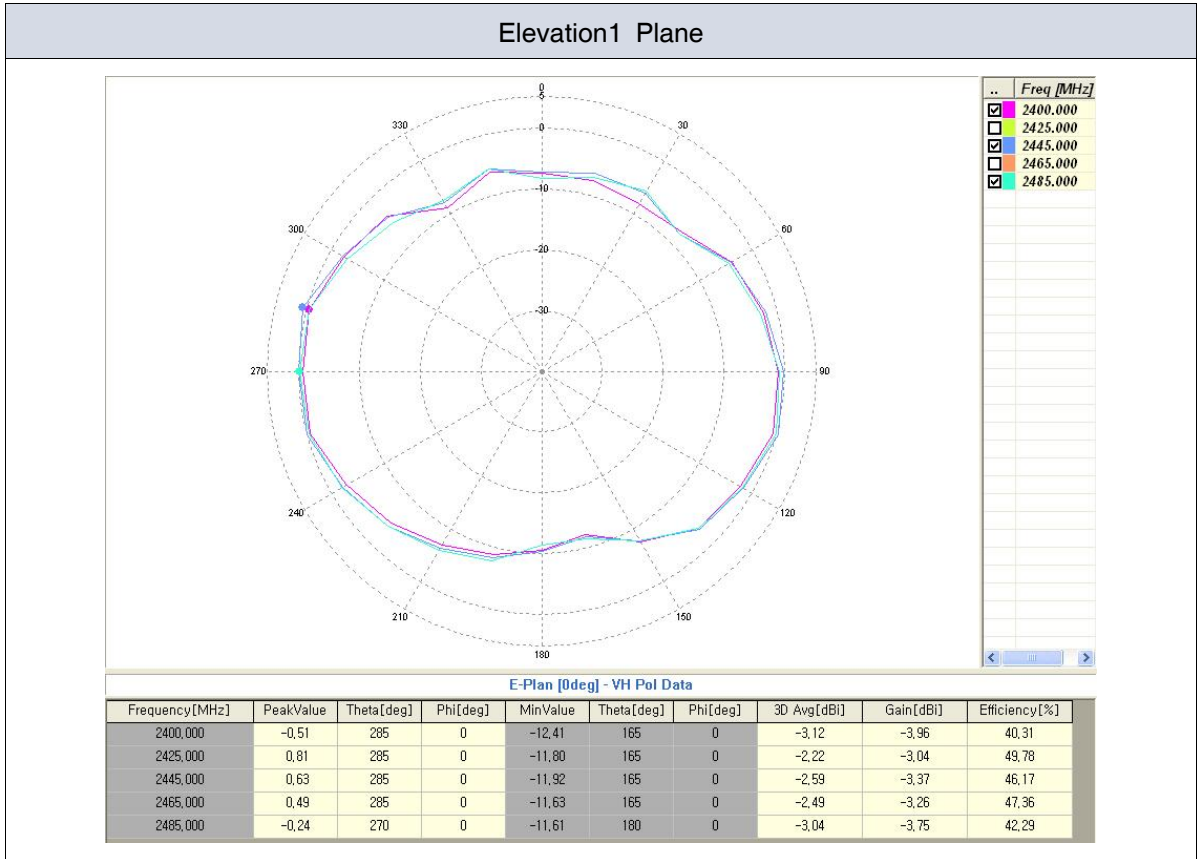 Elevation1 Plane
.. Freq [MHz]
2400.000
2425.000
2445.000
2465.000
2485.000
0
5
0
-10
-20
-30
30
60
90
120
150
180
210
240
270
300
330
E-Plan [0deg] - VH Pol Data
Frequency[MHz] PeakValue Theta[deg] Phi[deg] MinValue Theta[deg] Phi[deg] 3D Avg[dBi] Gain[dBi] Efficiency[%]
2400,000 -0,51 285 0 -12,41 165 0 -3,12 -3,96 40,31
2425,000 0,81 285 0 -11,80 165 0 -2,22 -3,04 49,78
2445,000 0,63 285 0 -11,92 165 0 -2,59 -3,37 46,17
2465,000 0,49 285 0 -11,63 165 0 -2,49 -3,26 47,36
2485,000 -0,24 270 0 -11,61 180 0 -3,04 -3,75 42,29